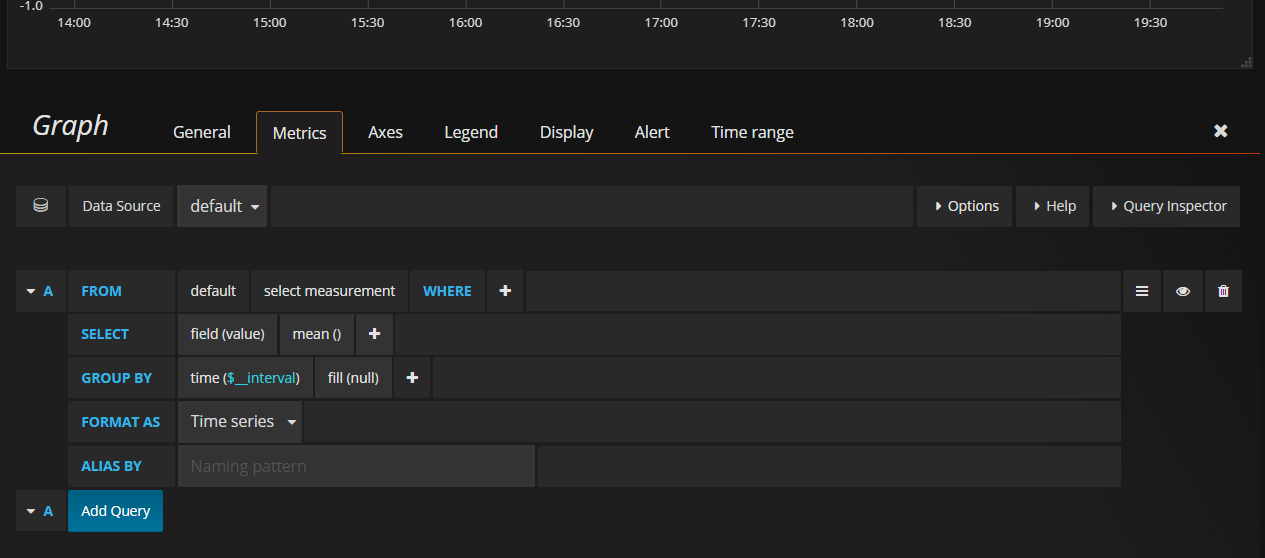 -1.0
14:00 14:30 15:00 15:30 16:00 16:30 17:00 17:30 18:00 18:30 19:00 19:30
Graph General Metrics Axes Legend Display Alert Time range
Data Source default Options Help Query Inspector
A FROM default select measurement WHERE
SELECT field (value) mean ()
GROUP BY time ($__interval) fill (null)
FORMAT AS Time series
ALIAS BY Naming pattern
A Add Query